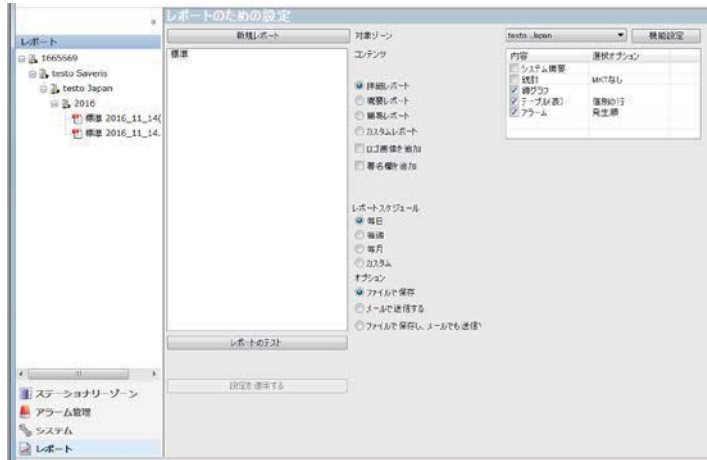 レポートのための設定
レポート
1665569
testo Saveris
testo Japan
2016
標準 2016_11_14(
標準 2016_11_14.
ステーショナリーゾーン
アラーム管理
システム
レポート
新規レポート
標準
レポートのテスト
設定を適用する
対象ゾーン
testo Japan
機能設定
コンテンツ
詳細レポート
概要レポート
簡易レポート
カスタムレポート
ロゴ画像を追加
署名欄を追加
内容 選択オプション
システム概要
統計 MKTなし
線グラフ
テーブル(表) 個別の行
アラーム 発生順
レポートスケジュール
毎日
毎週
毎月
カスタム
オプション
ファイルで保存
メールで送信する
ファイルで保存し、メールでも送信